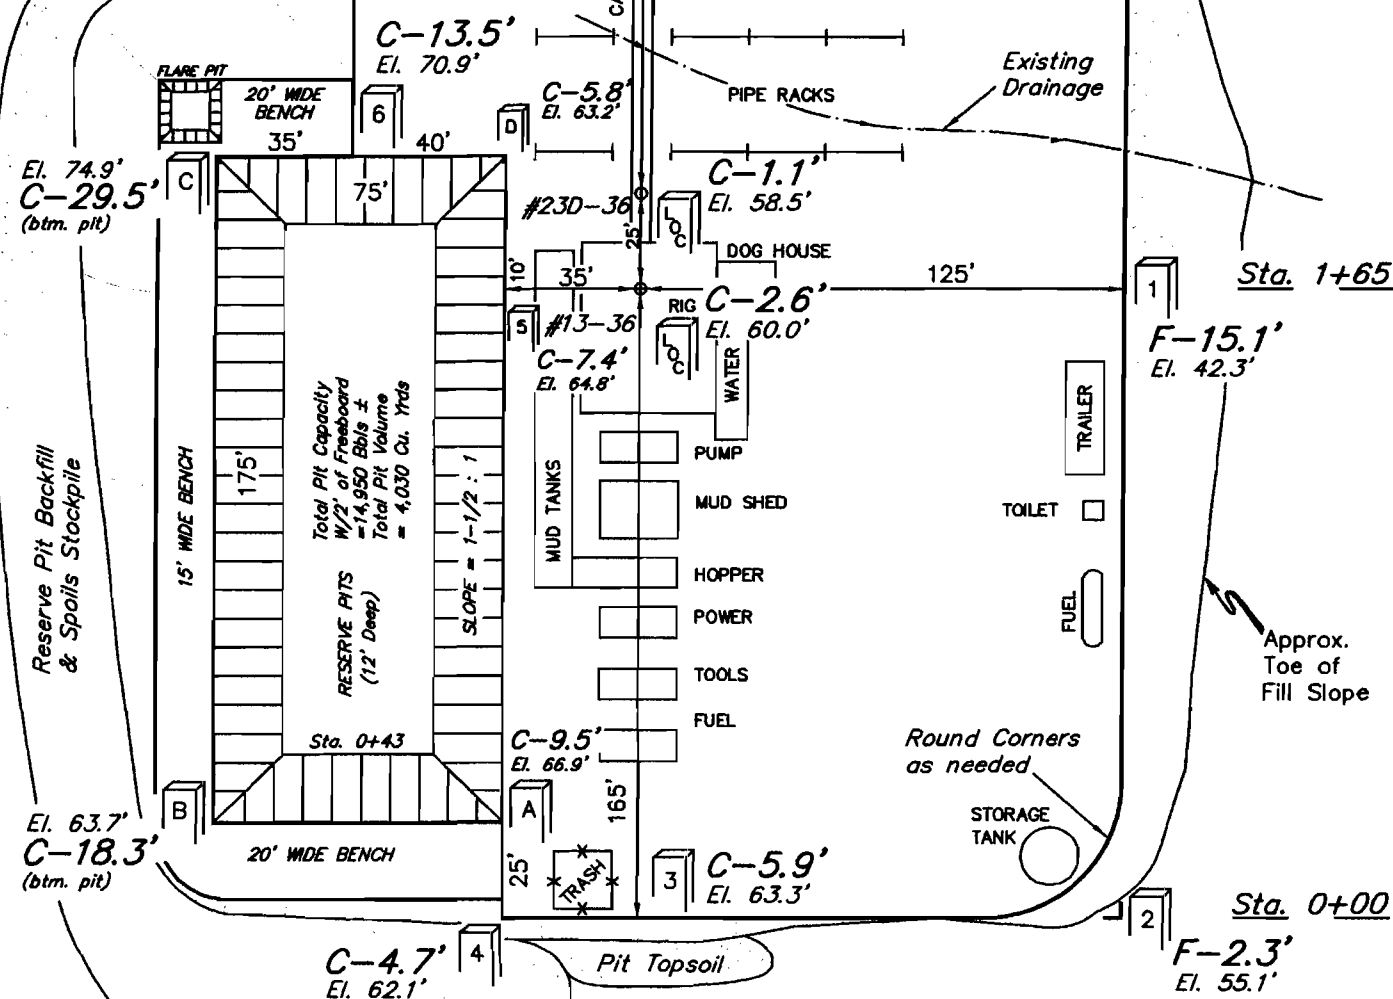 C-13.5'
El. 70.9'
FLARE PIT
20' WIDE
BENCH
35'
6
40'
C-5.8'
El. 63.2'
D
PIPE RACKS
Existing
Drainage
El. 74.9'
C-29.5'
(btm. pit)
C
75'
#23D-36
C-1.1'
El. 58.5'
LOC
25'
DOG HOUSE
10'
35'
125'
1
Sta. 1+65
5
#13-36
RIG
C-2.6'
El. 60.0'
LOC
F-15.1'
El. 42.3'
C-7.4'
El. 64.8'
WATER
TRAILER
Total Pit Capacity
W/2' of Freeboard
=14,950 Bbls ±
Total Pit Volume
= 4,030 Cu. Yrds
175'
SLOPE = 1-1/2 : 1
MUD TANKS
PUMP
MUD SHED
TOILET
15' WIDE BENCH
Reserve Pit Backfill
& Spoils Stockpile
RESERVE PITS
(12' Deep)
HOPPER
POWER
TOOLS
FUEL
FUEL
Approx.
Toe of
Fill Slope
Sta. 0+43
C-9.5'
El. 66.9'
A
165'
Round Corners
as needed
STORAGE
TANK
B
El. 63.7'
C-18.3'
(btm. pit)
20' WIDE BENCH
25'
TRASH
3
C-5.9'
El. 63.3'
2
Sta. 0+00
F-2.3'
El. 55.1'
4
C-4.7'
El. 62.1'
Pit Topsoil